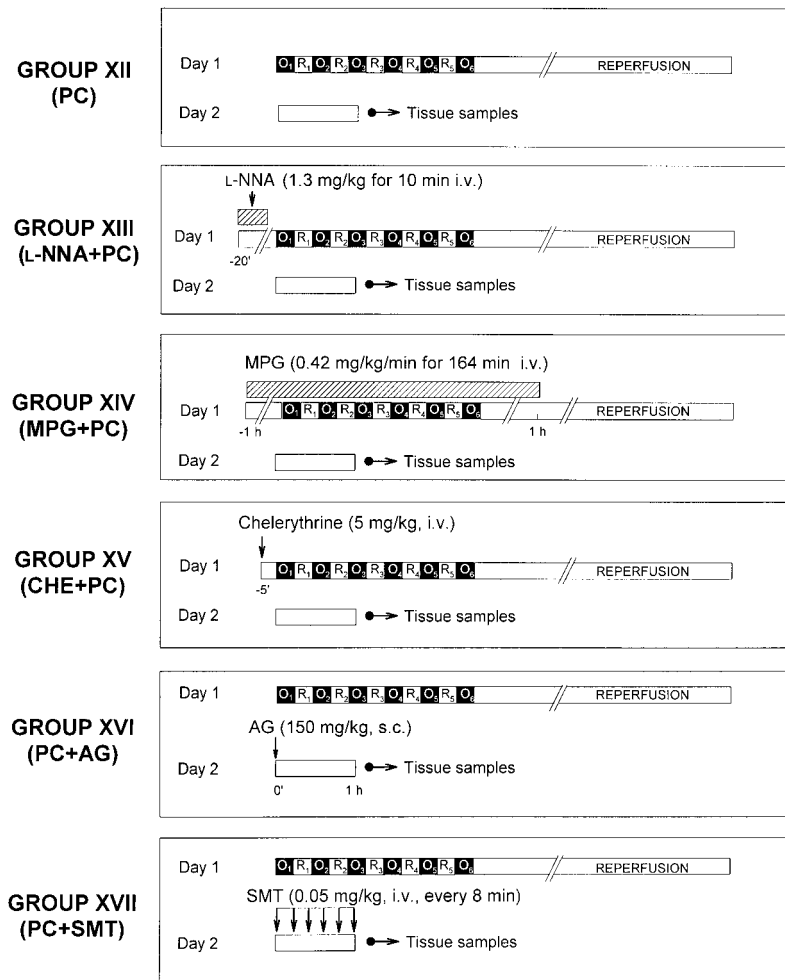 GROUP XII
(PC)
Day 1
O1 R1 O2 R2 O3 R3 O4 R4 O5 R5 O6
REPERFUSION
Day 2
Tissue samples
GROUP XIII
(L-NNA+PC)
L-NNA (1.3 mg/kg for 10 min i.v.)
Day 1
O1 R1 O2 R2 O3 R3 O4 R4 O5 R5 O6
REPERFUSION
-20'
Day 2
Tissue samples
GROUP XIV
(MPG+PC)
MPG (0.42 mg/kg/min for 164 min i.v.)
Day 1
O1 R1 O2 R2 O3 R3 O4 R4 O5 R5 O6
REPERFUSION
-1 h
1 h
Day 2
Tissue samples
GROUP XV
(CHE+PC)
Chelerythrine (5 mg/kg, i.v.)
Day 1
O1 R1 O2 R2 O3 R3 O4 R4 O5 R5 O6
REPERFUSION
-5'
Day 2
Tissue samples
GROUP XVI
(PC+AG)
Day 1
O1 R1 O2 R2 O3 R3 O4 R4 O5 R5 O6
REPERFUSION
AG (150 mg/kg, s.c.)
Day 2
Tissue samples
0'
1 h
GROUP XVII
(PC+SMT)
Day 1
O1 R1 O2 R2 O3 R3 O4 R4 O5 R5 O6
REPERFUSION
SMT (0.05 mg/kg, i.v., every 8 min)
Day 2
Tissue samples